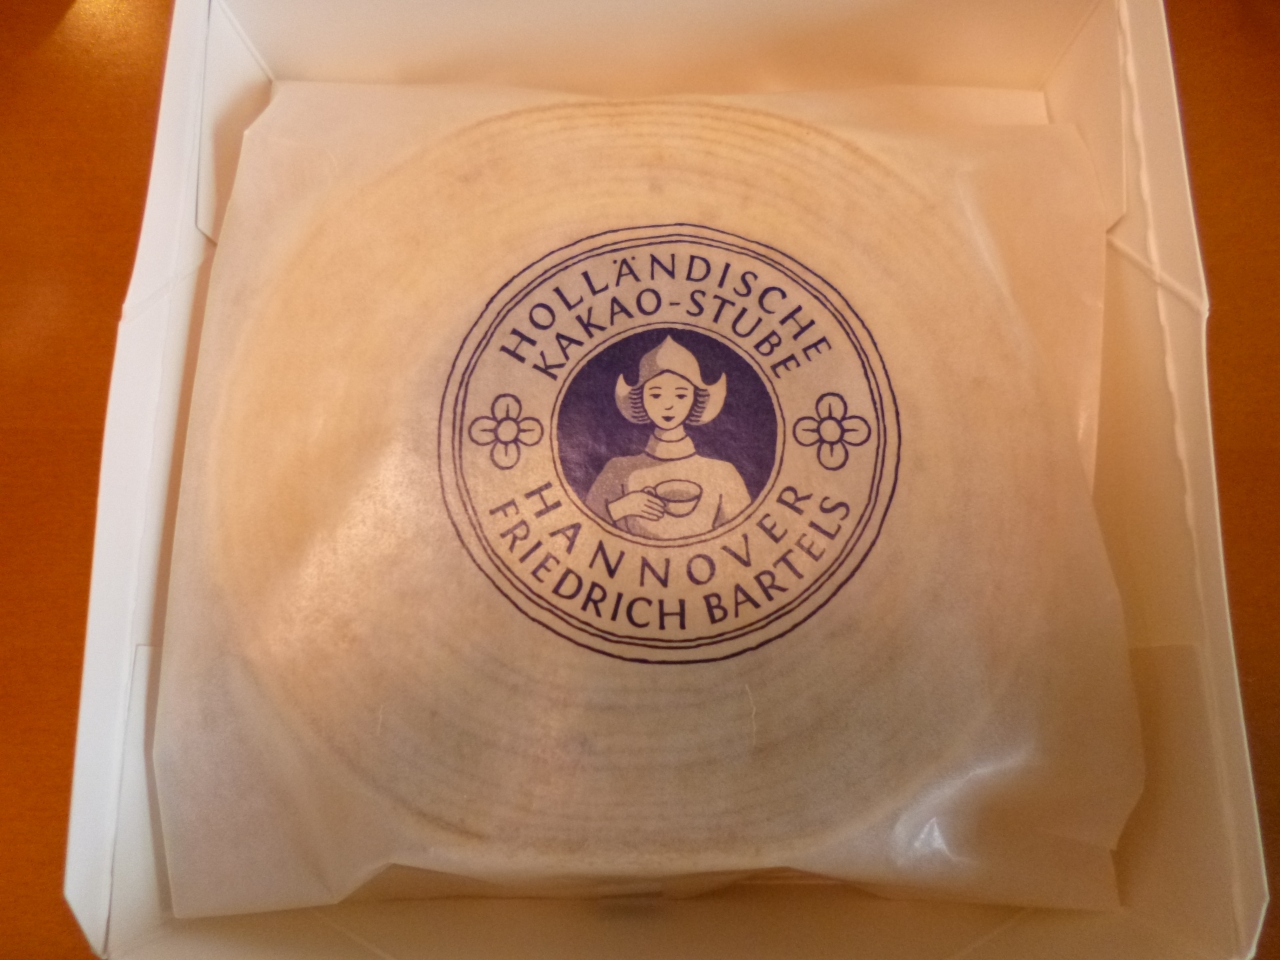 HOLLÄNDISCHE
KAKAO-STUBE
HANNOVER
FRIEDRICH BARTELS